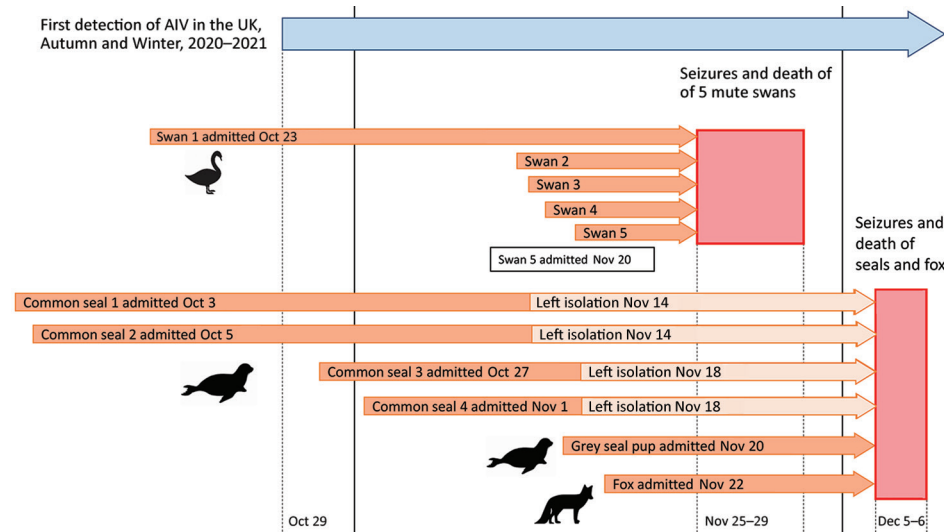 First detection of AIV in the UK,
Autumn and Winter, 2020–2021
Seizures and death of
of 5 mute swans
Swan 1 admitted Oct 23
Swan 2
Swan 3
Swan 4
Swan 5
Swan 5 admitted Nov 20
Seizures and
death of
seals and fox
Common seal 1 admitted Oct 3
Left isolation Nov 14
Common seal 2 admitted Oct 5
Left isolation Nov 14
Common seal 3 admitted Oct 27
Left isolation Nov 18
Common seal 4 admitted Nov 1
Left isolation Nov 18
Grey seal pup admitted Nov 20
Fox admitted Nov 22
Oct 29
Nov 25–29
Dec 5–6